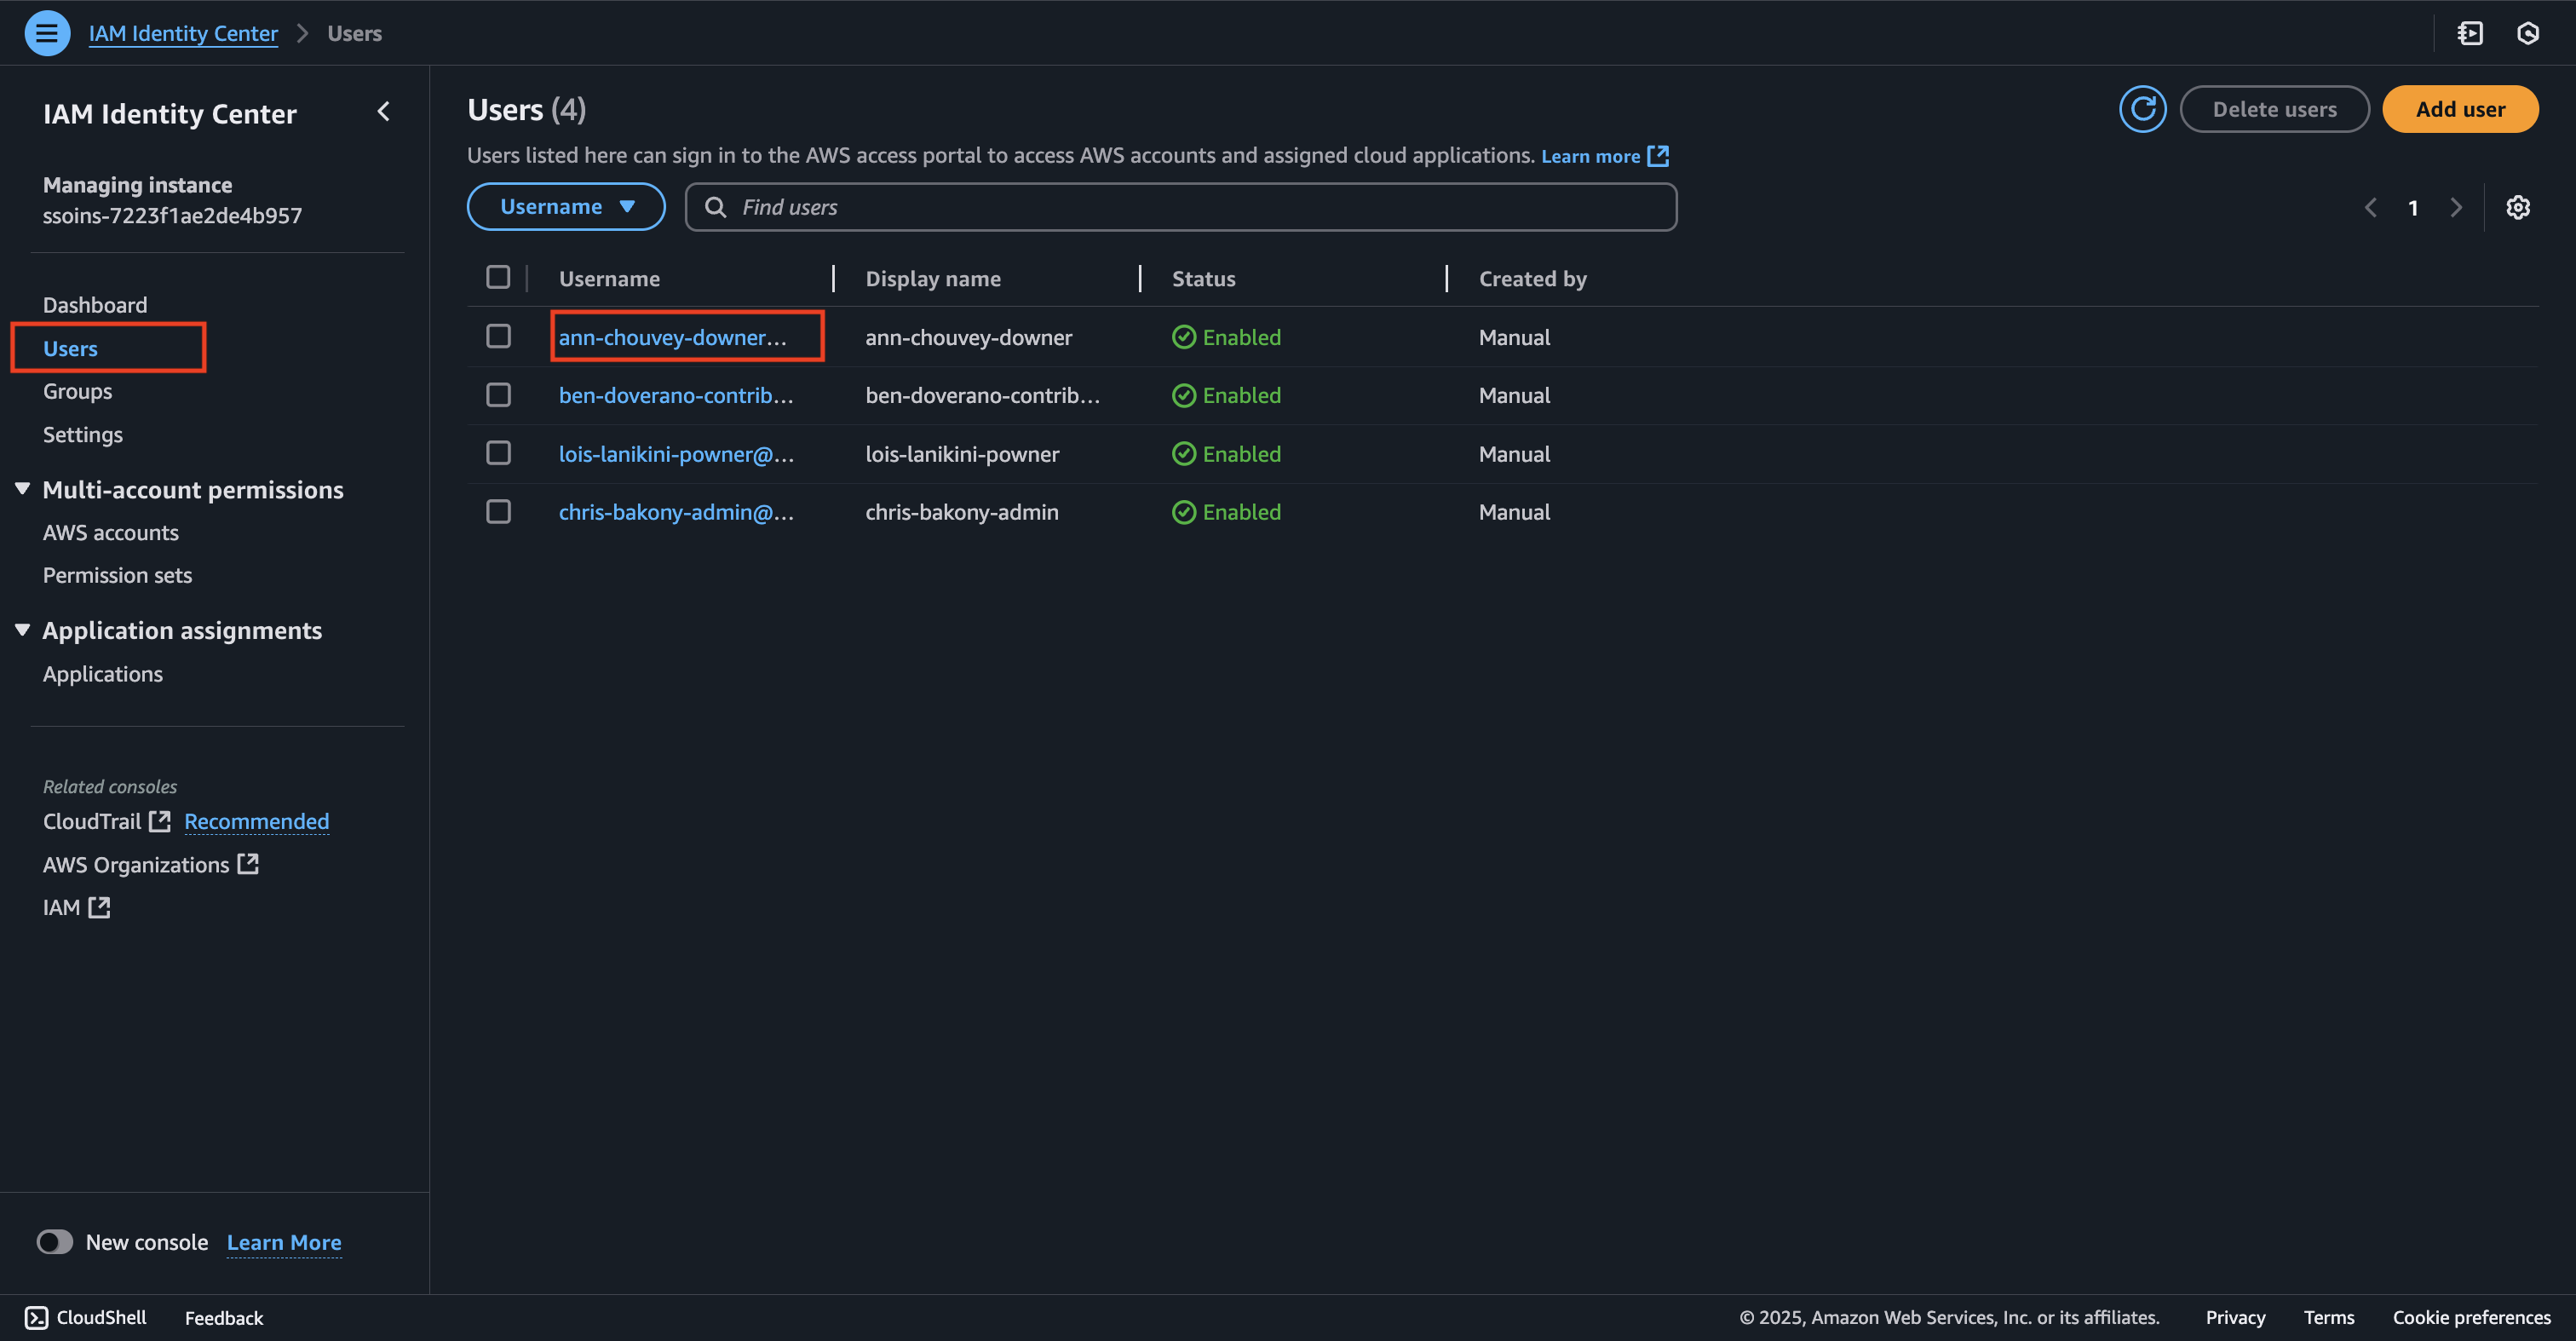 IAM Identity Center > Users
IAM Identity Center
Managing instance
ssoins-7223f1ae2de4b957
Dashboard
Users
Groups
Settings
Multi-account permissions
AWS accounts
Permission sets
Application assignments
Applications
Related consoles
CloudTrail Recommended
AWS Organizations
IAM
New console Learn More
Users (4)
Delete users
Add user
Users listed here can sign in to the AWS access portal to access AWS accounts and assigned cloud applications. Learn more
Username
Find users
1
Username Display name Status Created by
ann-chouvey-downer... ann-chouvey-downer Enabled Manual
ben-doverano-contrib... ben-doverano-contrib... Enabled Manual
lois-lanikini-powner@... lois-lanikini-powner Enabled Manual
chris-bakony-admin@... chris-bakony-admin Enabled Manual
CloudShell Feedback © 2025, Amazon Web Services, Inc. or its affiliates. Privacy Terms Cookie preferences